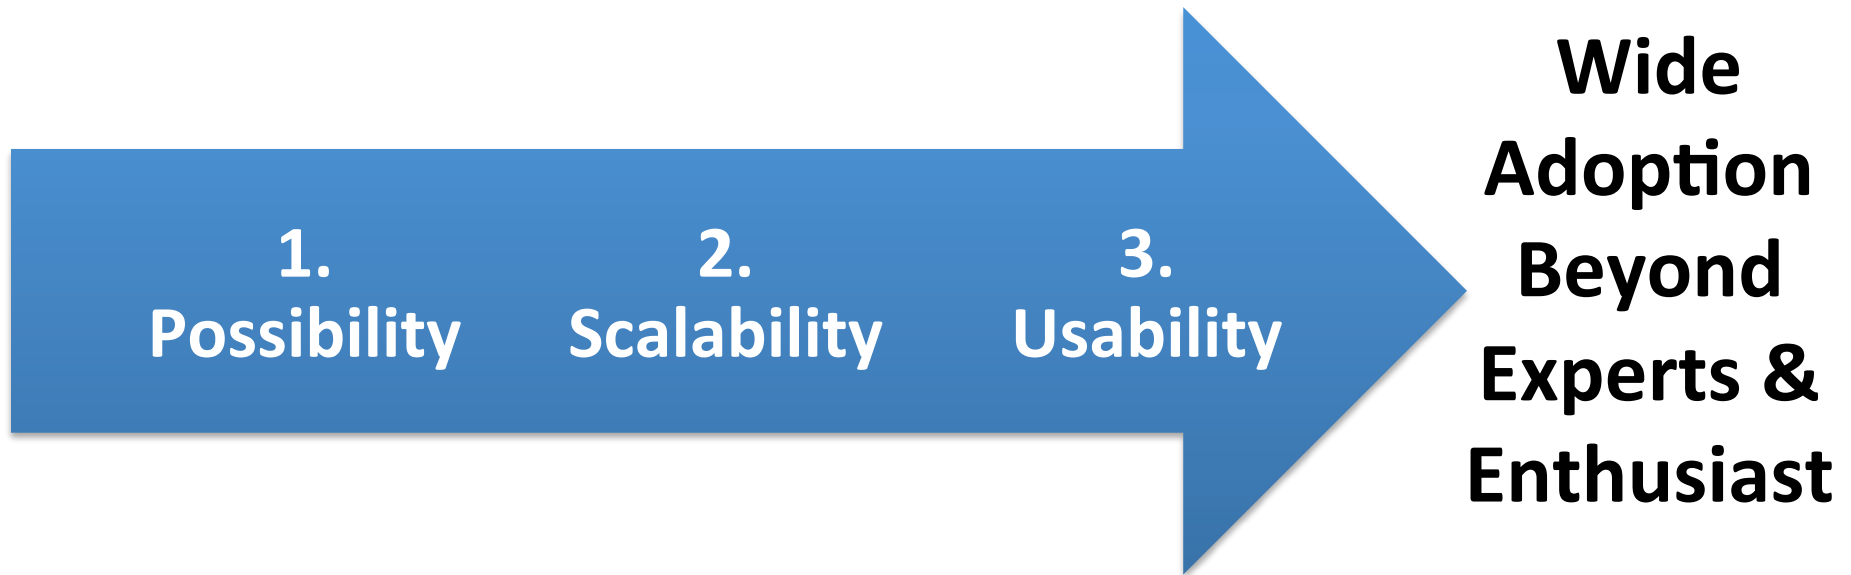 1.
Possibility
2.
Scalability
3.
Usability
Wide
Adoption
Beyond
Experts &
Enthusiast